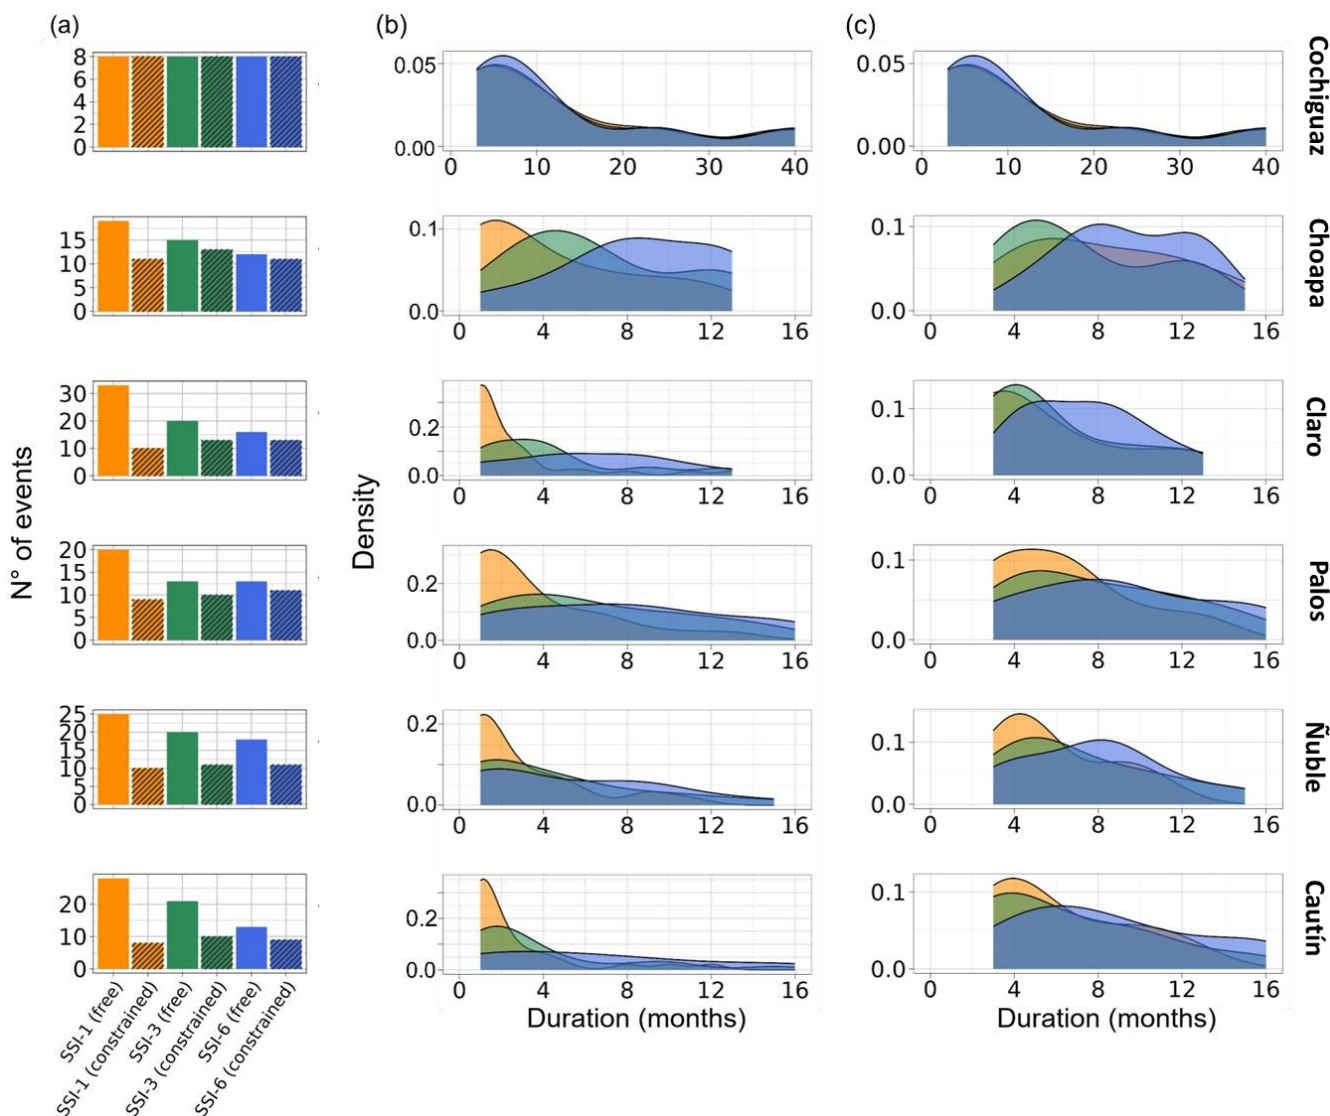 (a)
(b)
(c)
8
6
4
2
0
0.05
0.00
0 10 20 30 40
0.05
0.00
0 10 20 30 40
Cochiguaz
15
10
5
0
0.1
0.0
0 4 8 12 16
0.1
0.0
0 4 8 12 16
Choapa
30
20
10
0
0.2
0.0
0 4 8 12 16
0.1
0.0
0 4 8 12 16
Claro
N° of events
Density
20
15
10
5
0
0.2
0.0
0 4 8 12 16
0.1
0.0
0 4 8 12 16
Palos
25
20
15
10
5
0
0.2
0.0
0 4 8 12 16
0.1
0.0
0 4 8 12 16
Ñuble
20
10
0
0.2
0.0
0 4 8 12 16
0.1
0.0
0 4 8 12 16
Cautín
SSI-1 (free)
SSI-1 (constrained)
SSI-3 (free)
SSI-3 (constrained)
SSI-6 (free)
SSI-6 (constrained)
Duration (months)
Duration (months)